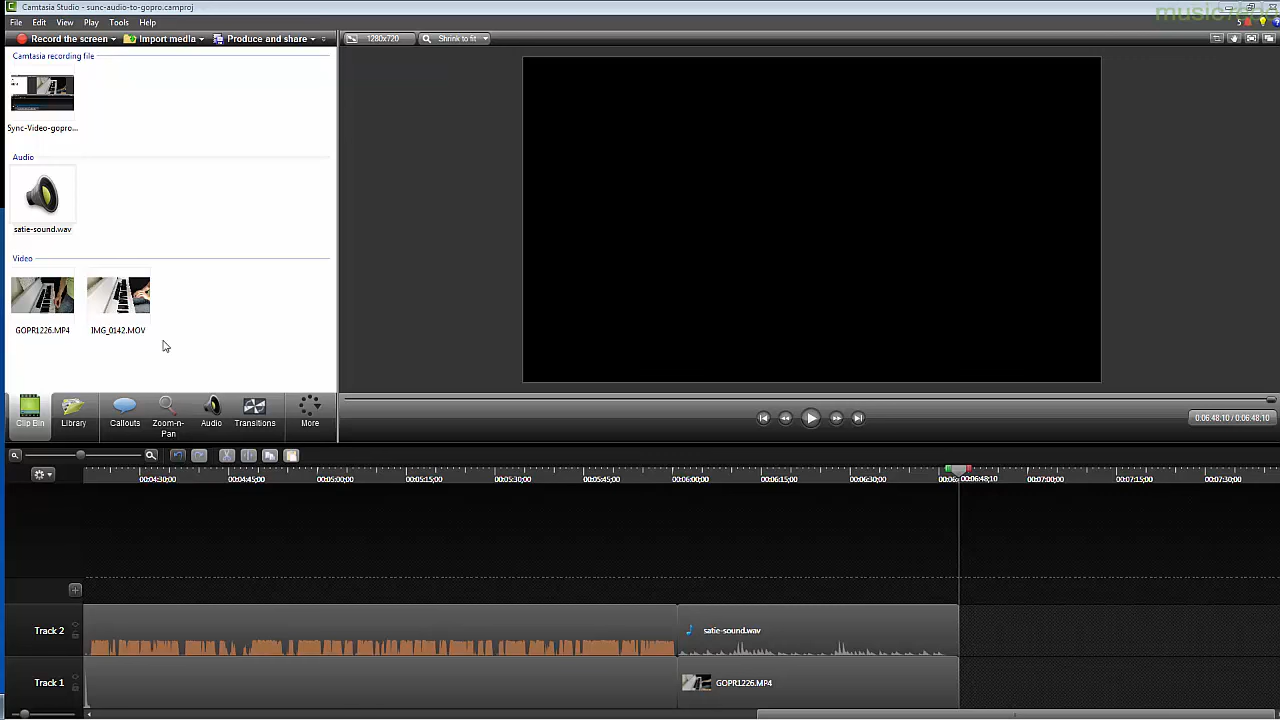 Camtasia Studio - sunc-audio-to-gopro.camproj
File Edit View Play Tools Help
Record the screen Import media Produce and share
1280x720 Shrink to fit
Camtasia recording file
Sync-Video-gopro...
Audio
satie-sound.wav
Video
GOPR1226.MP4 IMG_0142.MOV
Clip Bin Library Callouts Zoom-n-Pan Audio Transitions More
0:06:48;10 / 0:06:48;10
00:04:30;00 00:04:45;00 00:05:00;00 00:05:15;00 00:05:30;00 00:05:45;00 00:06:00;00 00:06:15;00 00:06:30;00 00:06:48;10 00:07:00;00 00:07:15;00 00:07:30;00
Track 2 satie-sound.wav
Track 1 GOPR1226.MP4